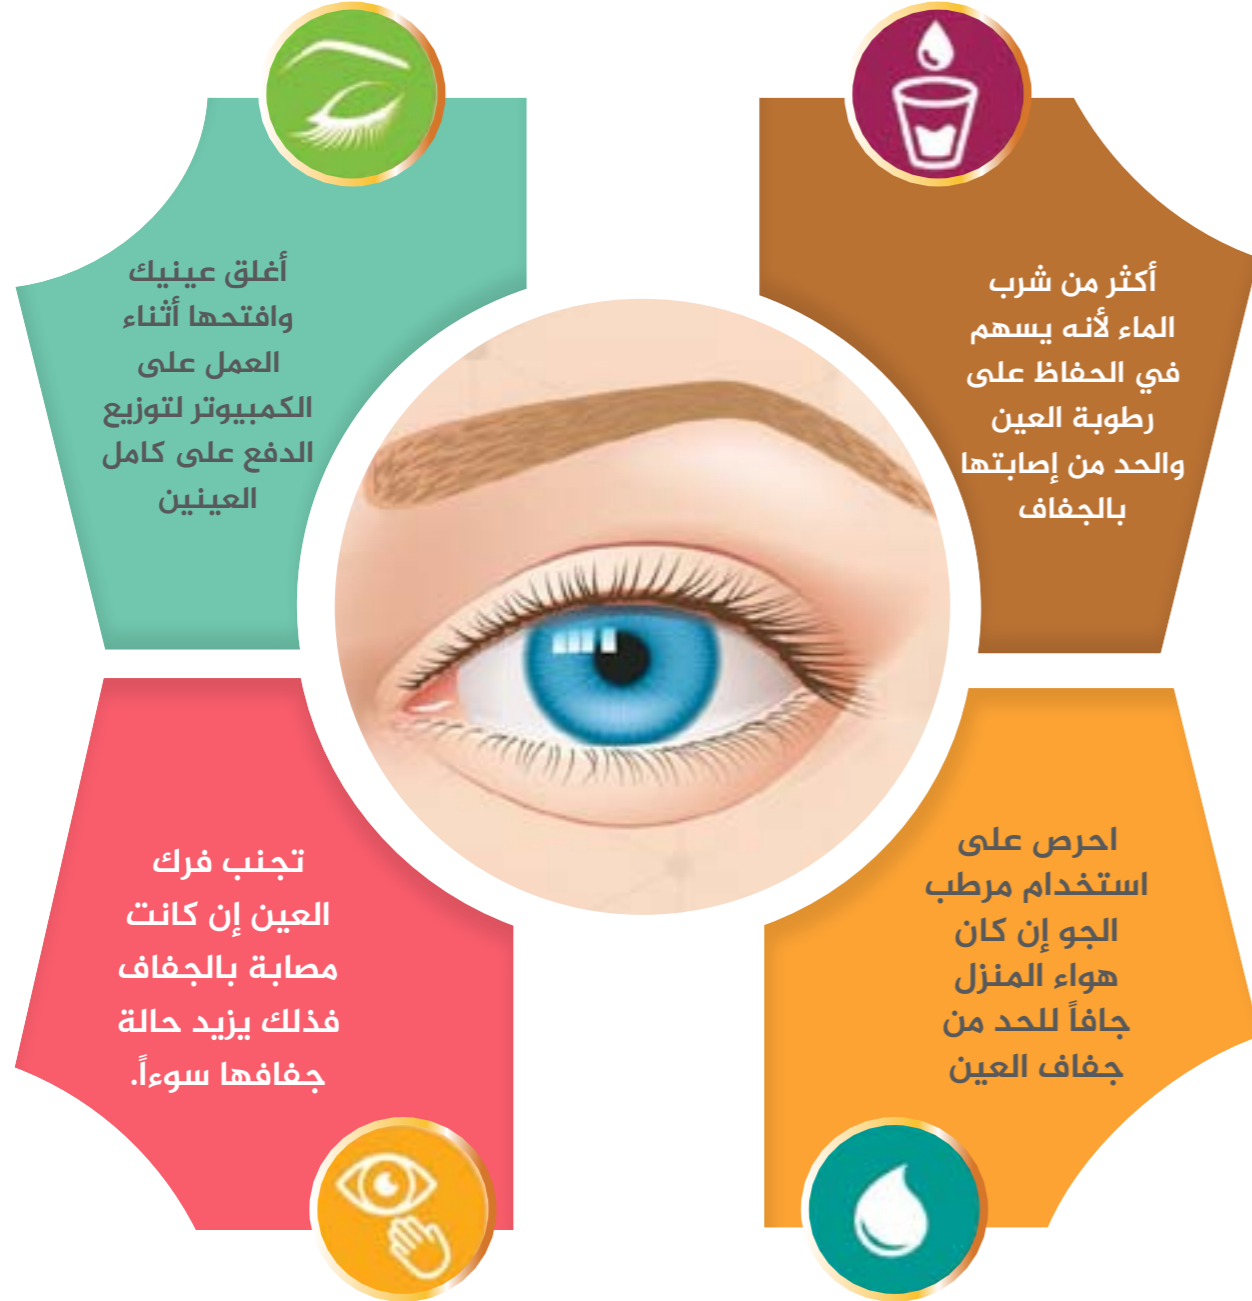 أكثر من شرب
الماء لأنه يسهم
في الحفاظ على
رطوبة العين
والحد من إصابتها
بالجفاف
أغلق عينيك
وافتحها أثناء
العمل على
الكمبيوتر لتوزيع
الدفع على كامل
العينين
احرص على
استخدام مرطب
الجو إن كان
هواء المنزل
جافاً للحد من
جفاف العين
تجنب فرك
العين إن كانت
مصابة بالجفاف
فذلك يزيد حالة
جفافها سوءاً.